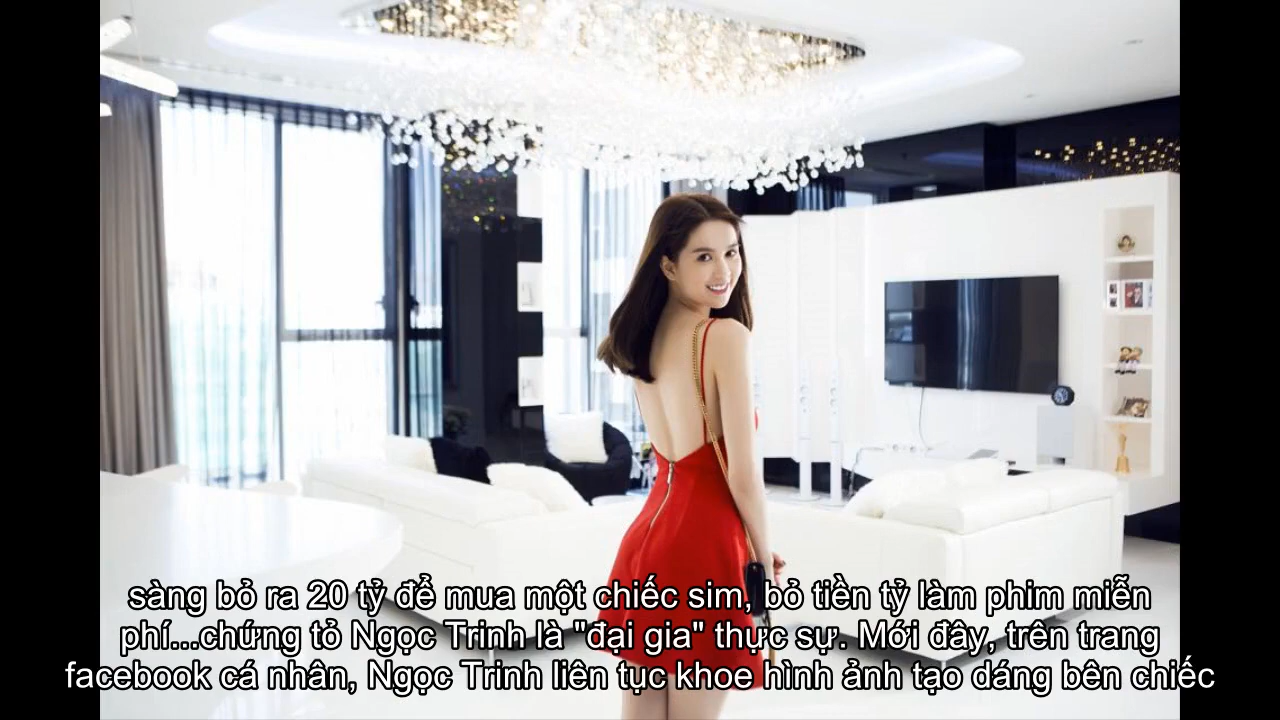 sàng bỏ ra 20 tỷ để mua một chiếc sim, bỏ tiền tỷ làm phim miễn
phí...chứng tỏ Ngọc Trinh là "đại gia" thực sự. Mới đây, trên trang
facebook cá nhân, Ngọc Trinh liên tục khoe hình ảnh tạo dáng bên chiếc